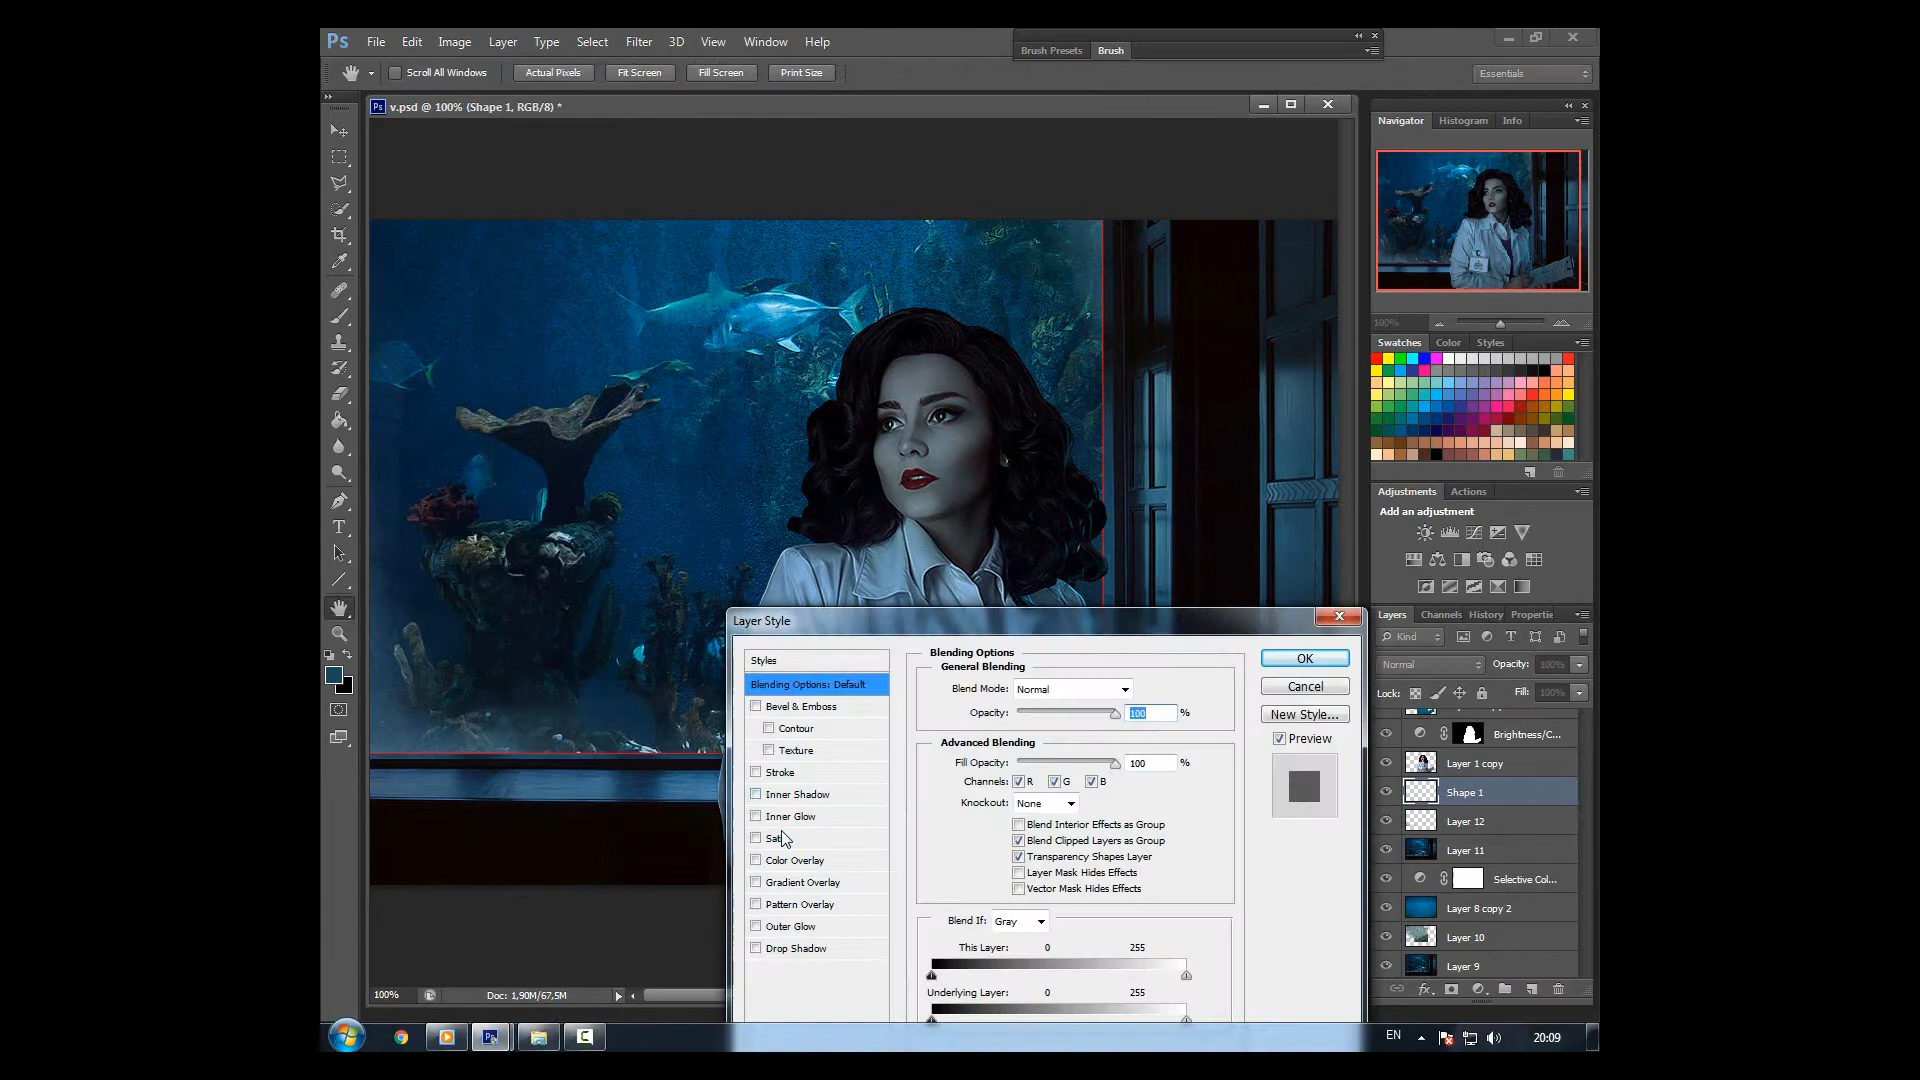 Ps File Edit Image Layer Type Select Filter 3D View Window Help
Brush Presets Brush
Scroll All Windows Actual Pixels Fit Screen Fill Screen Print Size
Essentials
Ps v.psd @ 100% (Shape 1, RGB/8) *
Navigator Histogram Info
100%
Swatches Color Styles
Adjustments Actions
Add an adjustment
Layers Channels History Propertie
Kind
Normal Opacity: 100%
Lock: Fill: 100%
Brightness/C...
Layer 1 copy
Shape 1
Layer 12
Layer 11
Selective Col...
Layer 8 copy 2
Layer 10
Layer 9
fx
Layer Style
Styles
Blending Options: Default
Bevel & Emboss
Contour
Texture
Stroke
Inner Shadow
Inner Glow
Color Overlay
Gradient Overlay
Pattern Overlay
Outer Glow
Drop Shadow
Blending Options
General Blending
Blend Mode: Normal
Opacity: 100 %
Advanced Blending
Fill Opacity: 100 %
Channels: R G B
Knockout: None
Blend Interior Effects as Group
Blend Clipped Layers as Group
Transparency Shapes Layer
Layer Mask Hides Effects
Vector Mask Hides Effects
Blend If: Gray
This Layer: 0 255
Underlying Layer: 0 255
OK
Cancel
New Style...
Preview
100% Doc: 1,90M/67,5M
Ps C
EN 20:09